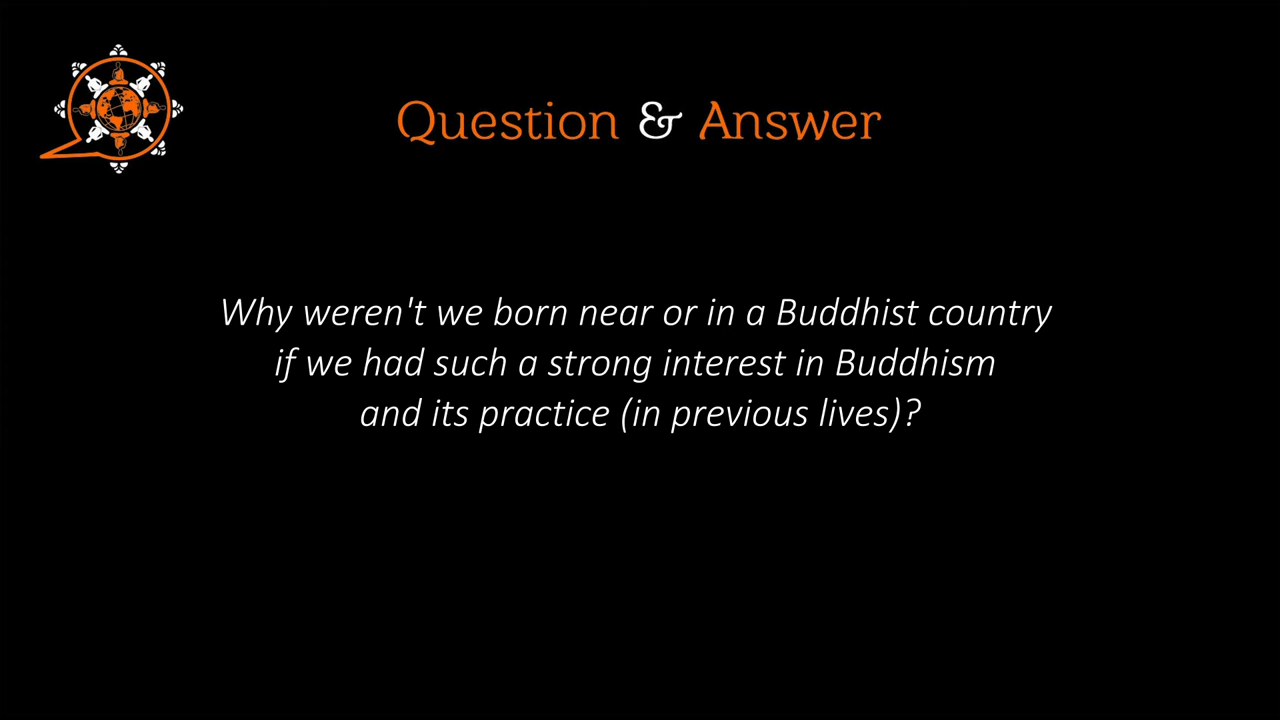 Question & Answer
Why weren't we born near or in a Buddhist country
if we had such a strong interest in Buddhism
and its practice (in previous lives)?